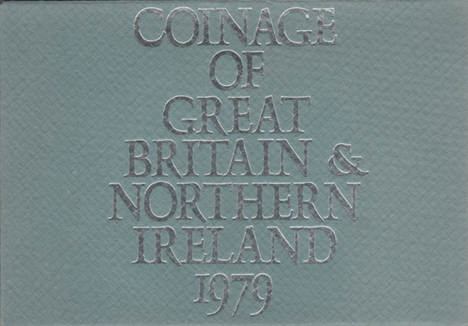 COINAGE
OF
GREAT
BRITAIN &
NORTHERN
IRELAND
1979